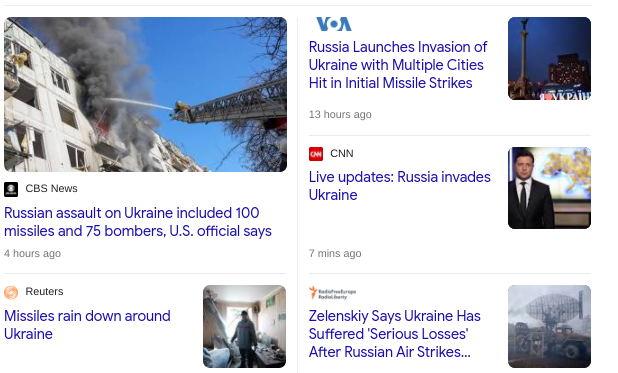 CBS News
Russian assault on Ukraine included 100
missiles and 75 bombers, U.S. official says
4 hours ago
Reuters
Missiles rain down around
Ukraine
VOA
Russia Launches Invasion of
Ukraine with Multiple Cities
Hit in Initial Missile Strikes
13 hours ago
CNN
CNN
Live updates: Russia invades
Ukraine
7 mins ago
RadioFreeEurope
RadioLiberty
Zelenskiy Says Ukraine Has
Suffered 'Serious Losses'
After Russian Air Strikes...